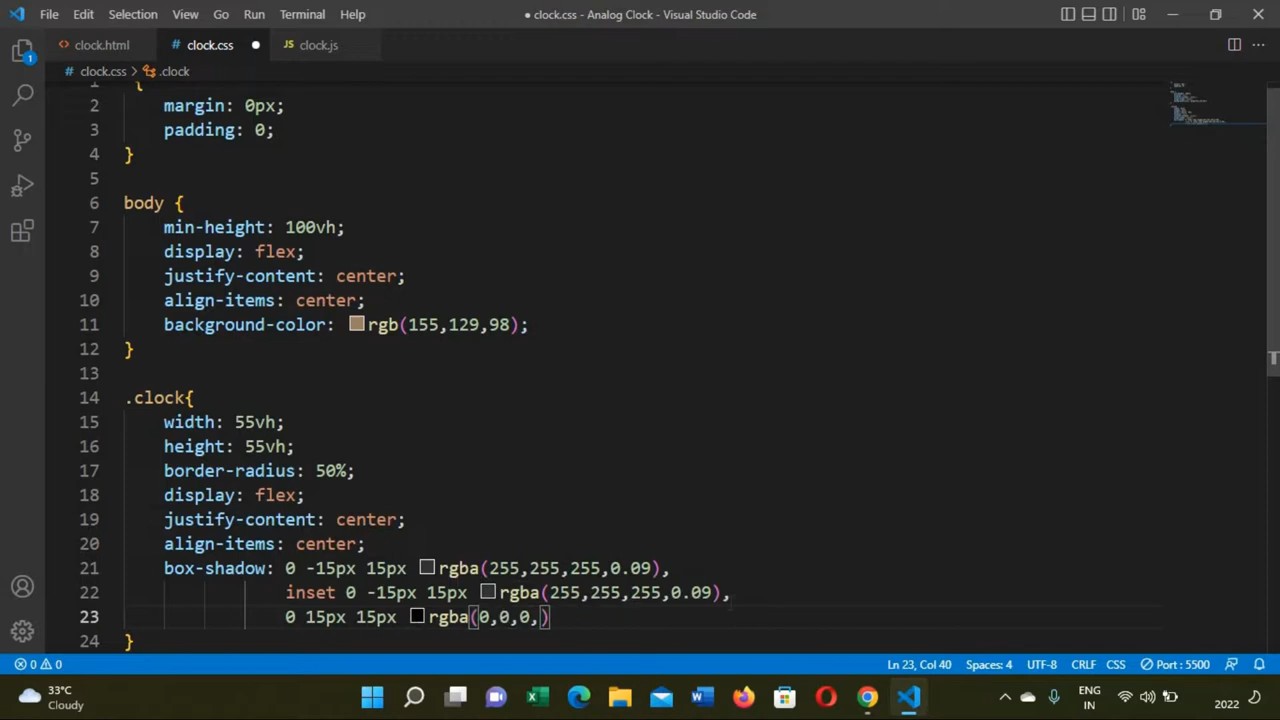 File Edit Selection View Go Run Terminal Help
● clock.css - Analog Clock - Visual Studio Code
<> clock.html
# clock.css ●
JS clock.js
# clock.css > .clock
1 {
2 margin: 0px;
3 padding: 0;
4 }
5
6 body {
7 min-height: 100vh;
8 display: flex;
9 justify-content: center;
10 align-items: center;
11 background-color: rgb(155,129,98);
12 }
13
14 .clock{
15 width: 55vh;
16 height: 55vh;
17 border-radius: 50%;
18 display: flex;
19 justify-content: center;
20 align-items: center;
21 box-shadow: 0 -15px 15px rgba(255,255,255,0.09),
22 inset 0 -15px 15px rgba(255,255,255,0.09),
23 0 15px 15px rgba(0,0,0,)
24 }
1
0 0 Ln 23, Col 40 Spaces: 4 UTF-8 CRLF CSS Port : 5500
33°C
Cloudy
ENG
IN
2022